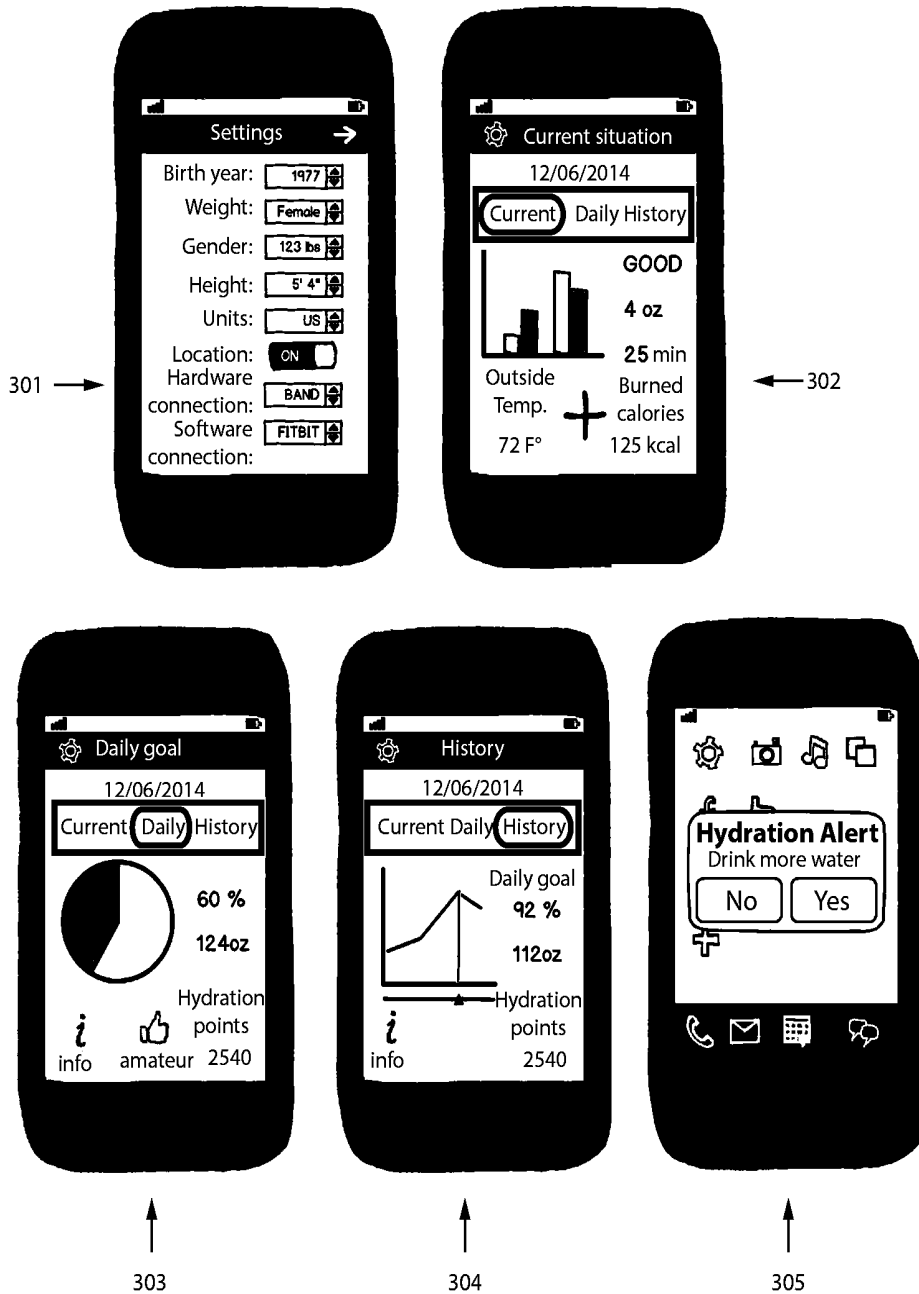 Settings
Birth year: 1977
Weight: Female
Gender: 123 lbs
Height: 5' 4"
Units: US
Location: ON
Hardware
connection: BAND
Software
connection: FITBIT
301
Current situation
12/06/2014
Current Daily History
GOOD
4 oz
25 min
Outside
Temp.
72 F°
Burned
calories
125 kcal
302
Daily goal
12/06/2014
Current Daily History
60 %
124oz
Hydration
points
2540
i
info
amateur
303
History
12/06/2014
Current Daily History
Daily goal
92 %
112oz
Hydration
points
2540
i
info
304
Hydration Alert
Drink more water
No Yes
305